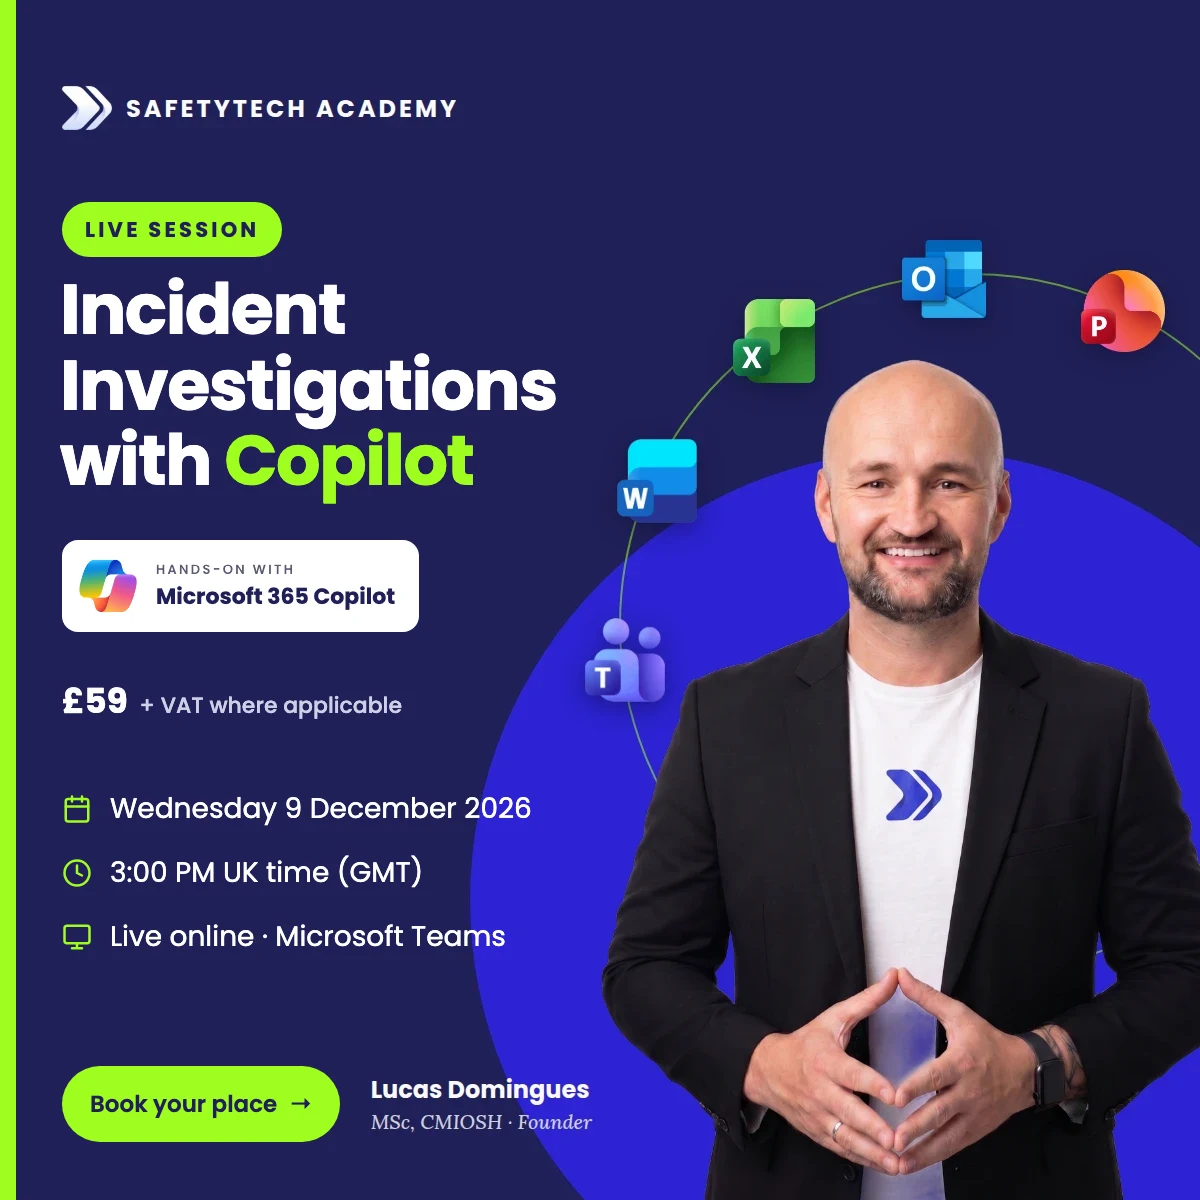 SAFETYTECH ACADEMY
LIVE SESSION
Incident
Investigations
with Copilot
HANDS-ON WITH
Microsoft 365 Copilot
£59 + VAT where applicable
Wednesday 9 December 2026
3:00 PM UK time (GMT)
Live online · Microsoft Teams
Book your place →
Lucas Domingues
MSc, CMIOSH · Founder
O
P
X
W
T